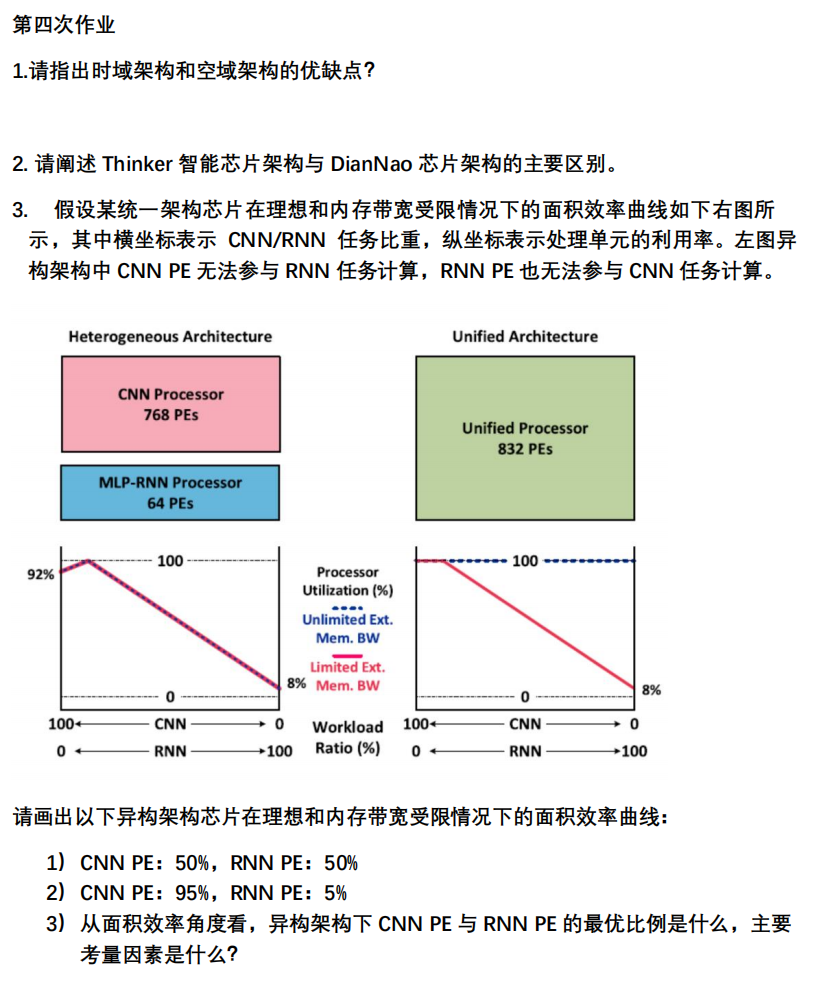 第四次作业
1.请指出时域架构和空域架构的优缺点？
2. 请阐述 Thinker 智能芯片架构与 DianNao 芯片架构的主要区别。
3. 假设某统一架构芯片在理想和内存带宽受限情况下的面积效率曲线如下右图所
示，其中横坐标表示 CNN/RNN 任务比重，纵坐标表示处理单元的利用率。左图异
构架构中 CNN PE 无法参与 RNN 任务计算，RNN PE 也无法参与 CNN 任务计算。
Heterogeneous Architecture
CNN Processor
768 PEs
MLP-RNN Processor
64 PEs
92%
100
0
8%
100 CNN 0
0 RNN 100
Processor
Utilization (%)
Unlimited Ext.
Mem. BW
Limited Ext.
Mem. BW
Workload
Ratio (%)
Unified Architecture
Unified Processor
832 PEs
100
0
8%
100 CNN 0
0 RNN 100
请画出以下异构架构芯片在理想和内存带宽受限情况下的面积效率曲线：
1) CNN PE：50%，RNN PE：50%
2) CNN PE：95%，RNN PE：5%
3) 从面积效率角度看，异构架构下 CNN PE 与 RNN PE 的最优比例是什么，主要
考量因素是什么？